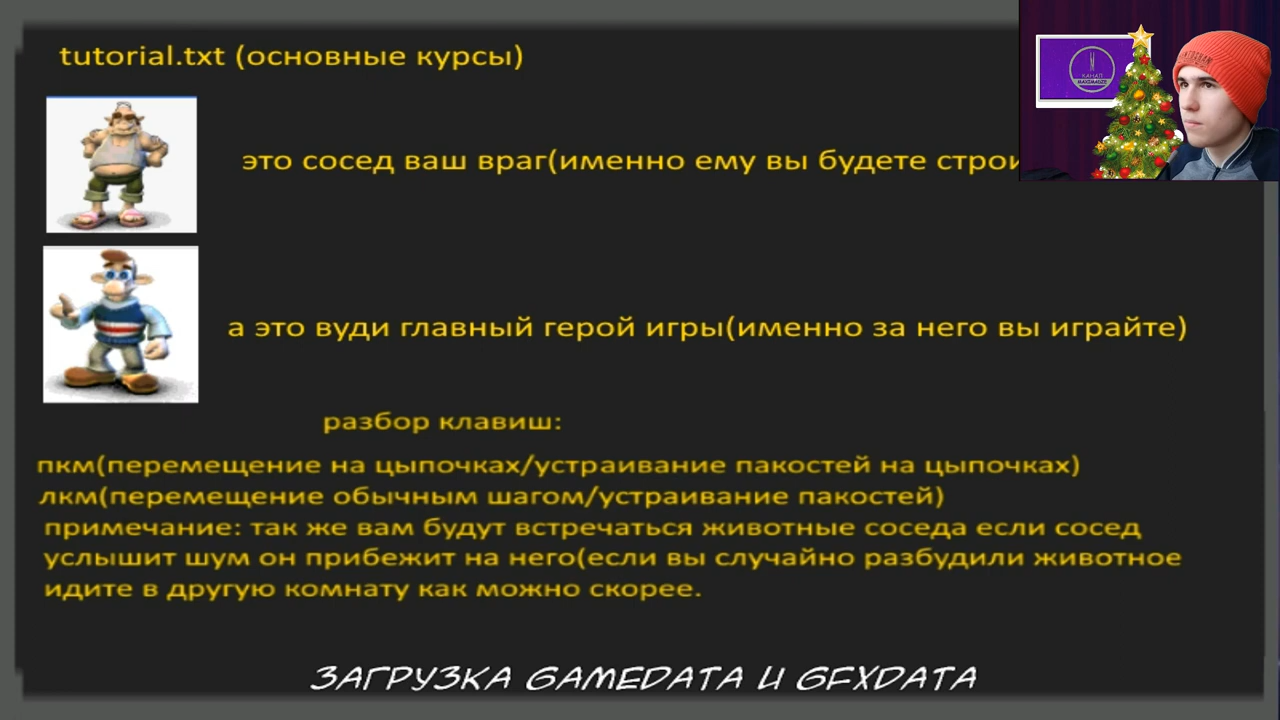 tutorial.txt (основные курсы)
КАНАЛ
это сосед ваш враг(именно ему вы будете строи
а это вуди главный герой игры(именно за него вы играйте)
разбор клавиш:
пкм(перемещение на цыпочках/устраивание пакостей на цыпочках)
лкм(перемещение обычным шагом/устраивание пакостей)
примечание: так же вам будут встречаться животные соседа если сосед
услышит шум он прибежит на него(если вы случайно разбудили животное
идите в другую комнату как можно скорее.
ЗАГРУЗКА GAMEDATA И GFXDATA